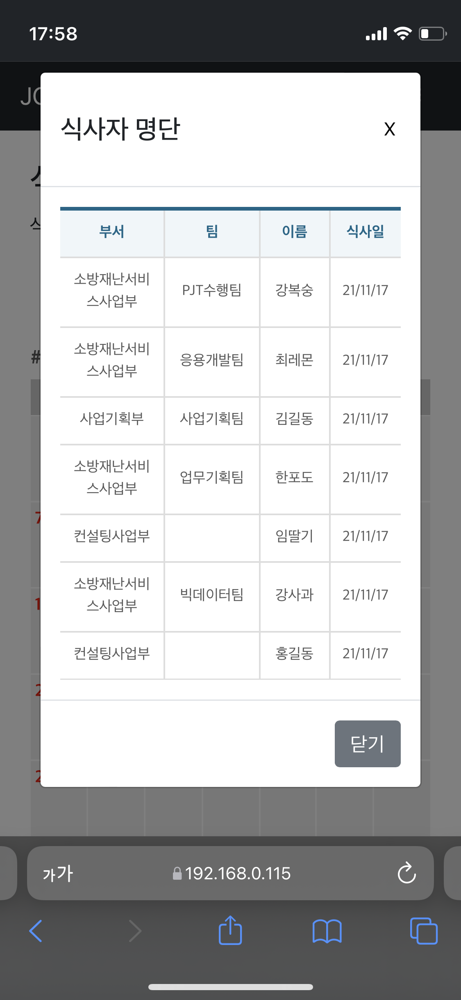 17:58
식사자 명단
X
부서 팀 이름 식사일
소방재난서비
스사업부
PJT수행팀 강복숭 21/11/17
소방재난서비
스사업부
응용개발팀 최레몬 21/11/17
사업기획부 사업기획팀 김길동 21/11/17
소방재난서비
스사업부
업무기획팀 한포도 21/11/17
컨설팅사업부 임딸기 21/11/17
소방재난서비
스사업부
빅데이터팀 강사과 21/11/17
컨설팅사업부 홍길동 21/11/17
닫기
#
가가 192.168.0.115